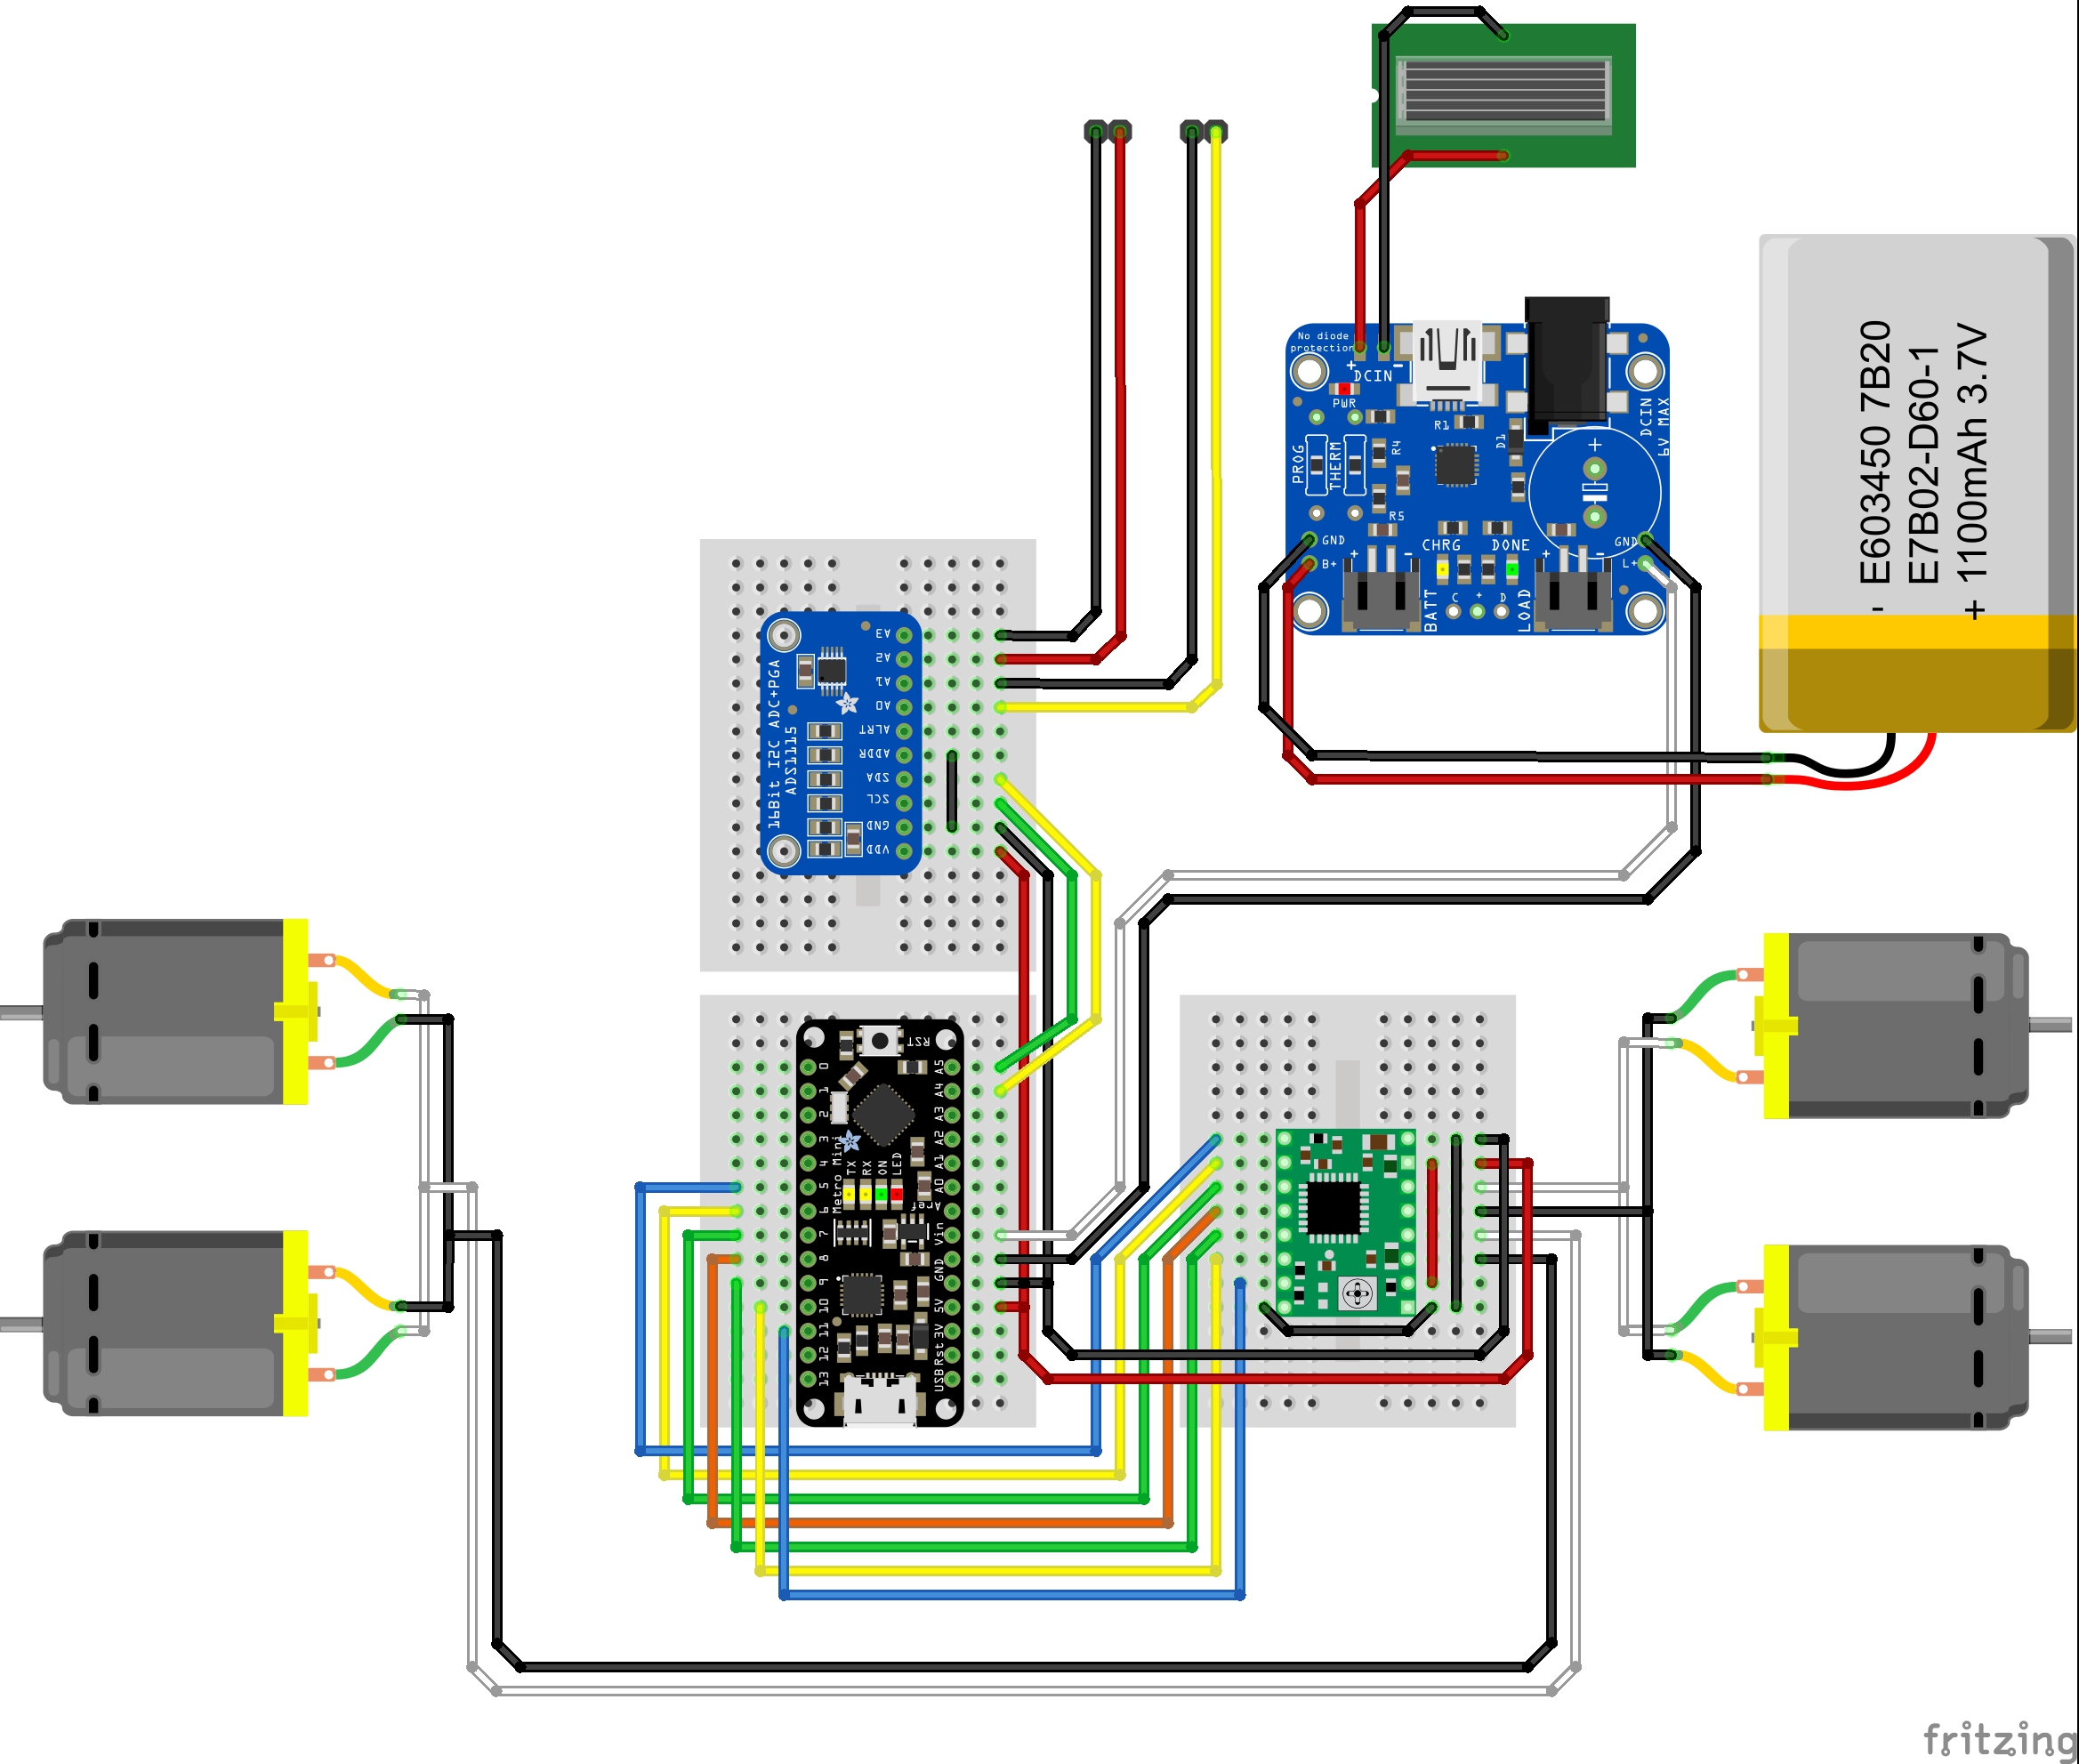 No diode
protection
+ DCIN -
PWR
PROG
THERM
R4
R1
R5
D1
DCIN
6V MAX
+
GND
B+
+ -
BATT
CHRG
DONE
C + D
LOAD
+ -
GND
L+
- E603450 7B20
E7B02-D60-1
+ 1100mAh 3.7V
16Bit I2C ADC+PGA
ADS1115
A3
A2
A1
A0
ALRT
ADDR
SDA
SCL
GND
VDD
RST
0
1
2
3
4
5
6
7
8
9
10
11
12
13
Metro Mini
TX
RX
ON
LED
A5
A4
A3
A2
A1
A0
Aref
Vin
GND
5V
3V
Rst
USB
fritzing